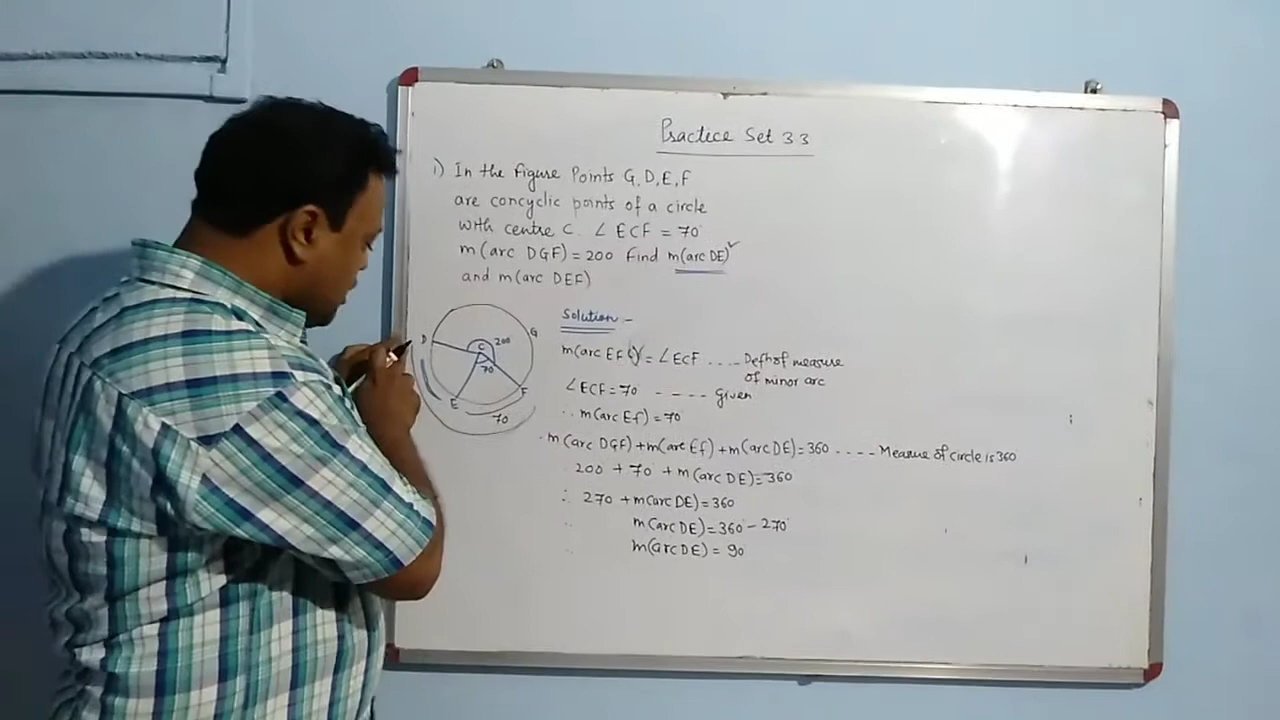 Practice Set 3 3
1) In the figure Points G, D, E, F
are concyclic points of a circle
with centre C. ∠ ECF = 70°
m(arc DGF) = 200 find m(arc DE)
and m(arc DEF)
D
C
200
G
70
E
F
70
Solution -
m(arc EF) = ∠ECF .... Defn of measure
of minor arc
∠ECF = 70 - - - - Given
∴ m(arc Ef) = 70
m(arc DGF) + m(arc Ef) + m(arc DE) = 360 .... Measure of circle is 360
200 + 70 + m(arc DE) = 360
∴ 270 + m(arc DE) = 360
m(arc DE) = 360° - 270°
m(arc DE) = 90